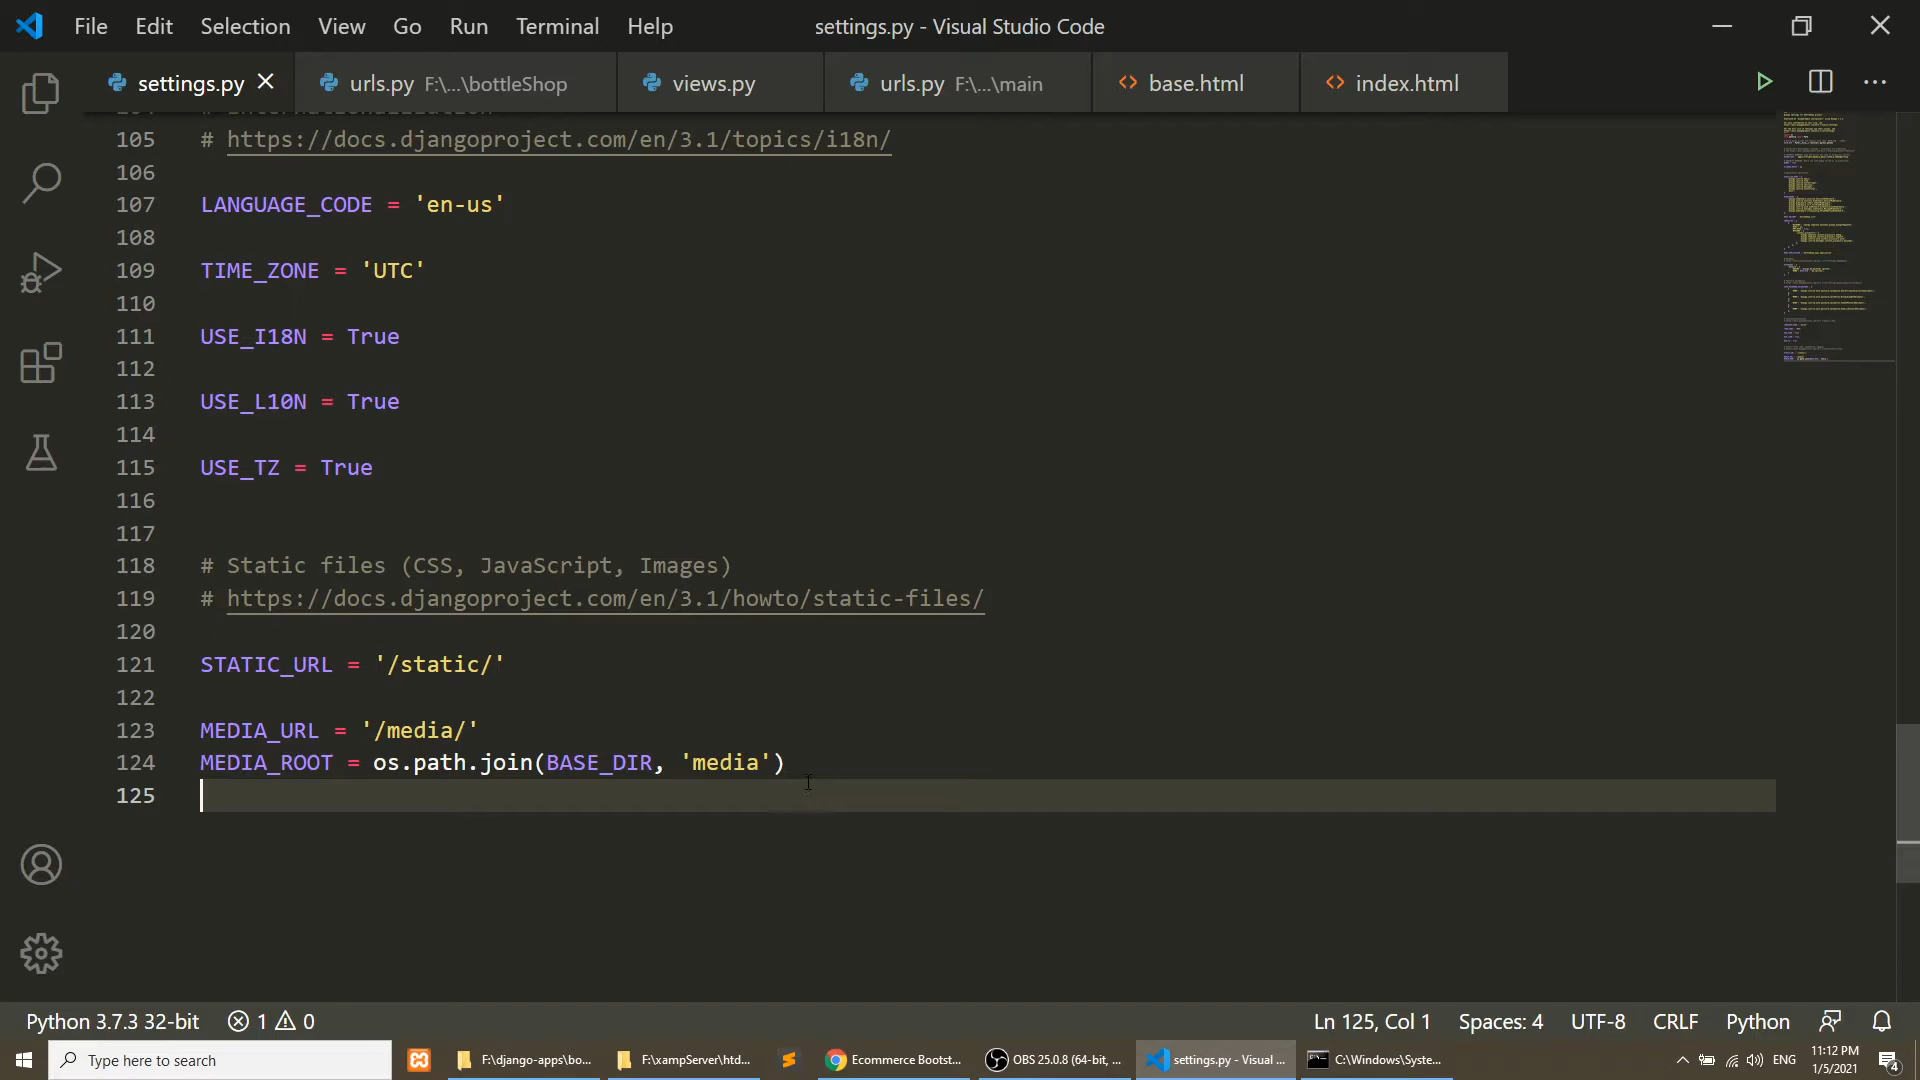 File Edit Selection View Go Run Terminal Help settings.py - Visual Studio Code
settings.py urls.py F:\...\bottleShop views.py urls.py F:\...\main base.html index.html
105 # https://docs.djangoproject.com/en/3.1/topics/i18n/
106
107 LANGUAGE_CODE = 'en-us'
108
109 TIME_ZONE = 'UTC'
110
111 USE_I18N = True
112
113 USE_L10N = True
114
115 USE_TZ = True
116
117
118 # Static files (CSS, JavaScript, Images)
119 # https://docs.djangoproject.com/en/3.1/howto/static-files/
120
121 STATIC_URL = '/static/'
122
123 MEDIA_URL = '/media/'
124 MEDIA_ROOT = os.path.join(BASE_DIR, 'media')
125
Python 3.7.3 32-bit 1 0 Ln 125, Col 1 Spaces: 4 UTF-8 CRLF Python
Type here to search F:\django-apps\bo... F:\xampServer\htd... Ecommerce Bootst... OBS 25.0.8 (64-bit, ... settings.py - Visual ... C:\Windows\Syste... ENG 11:12 PM
1/5/2021 4